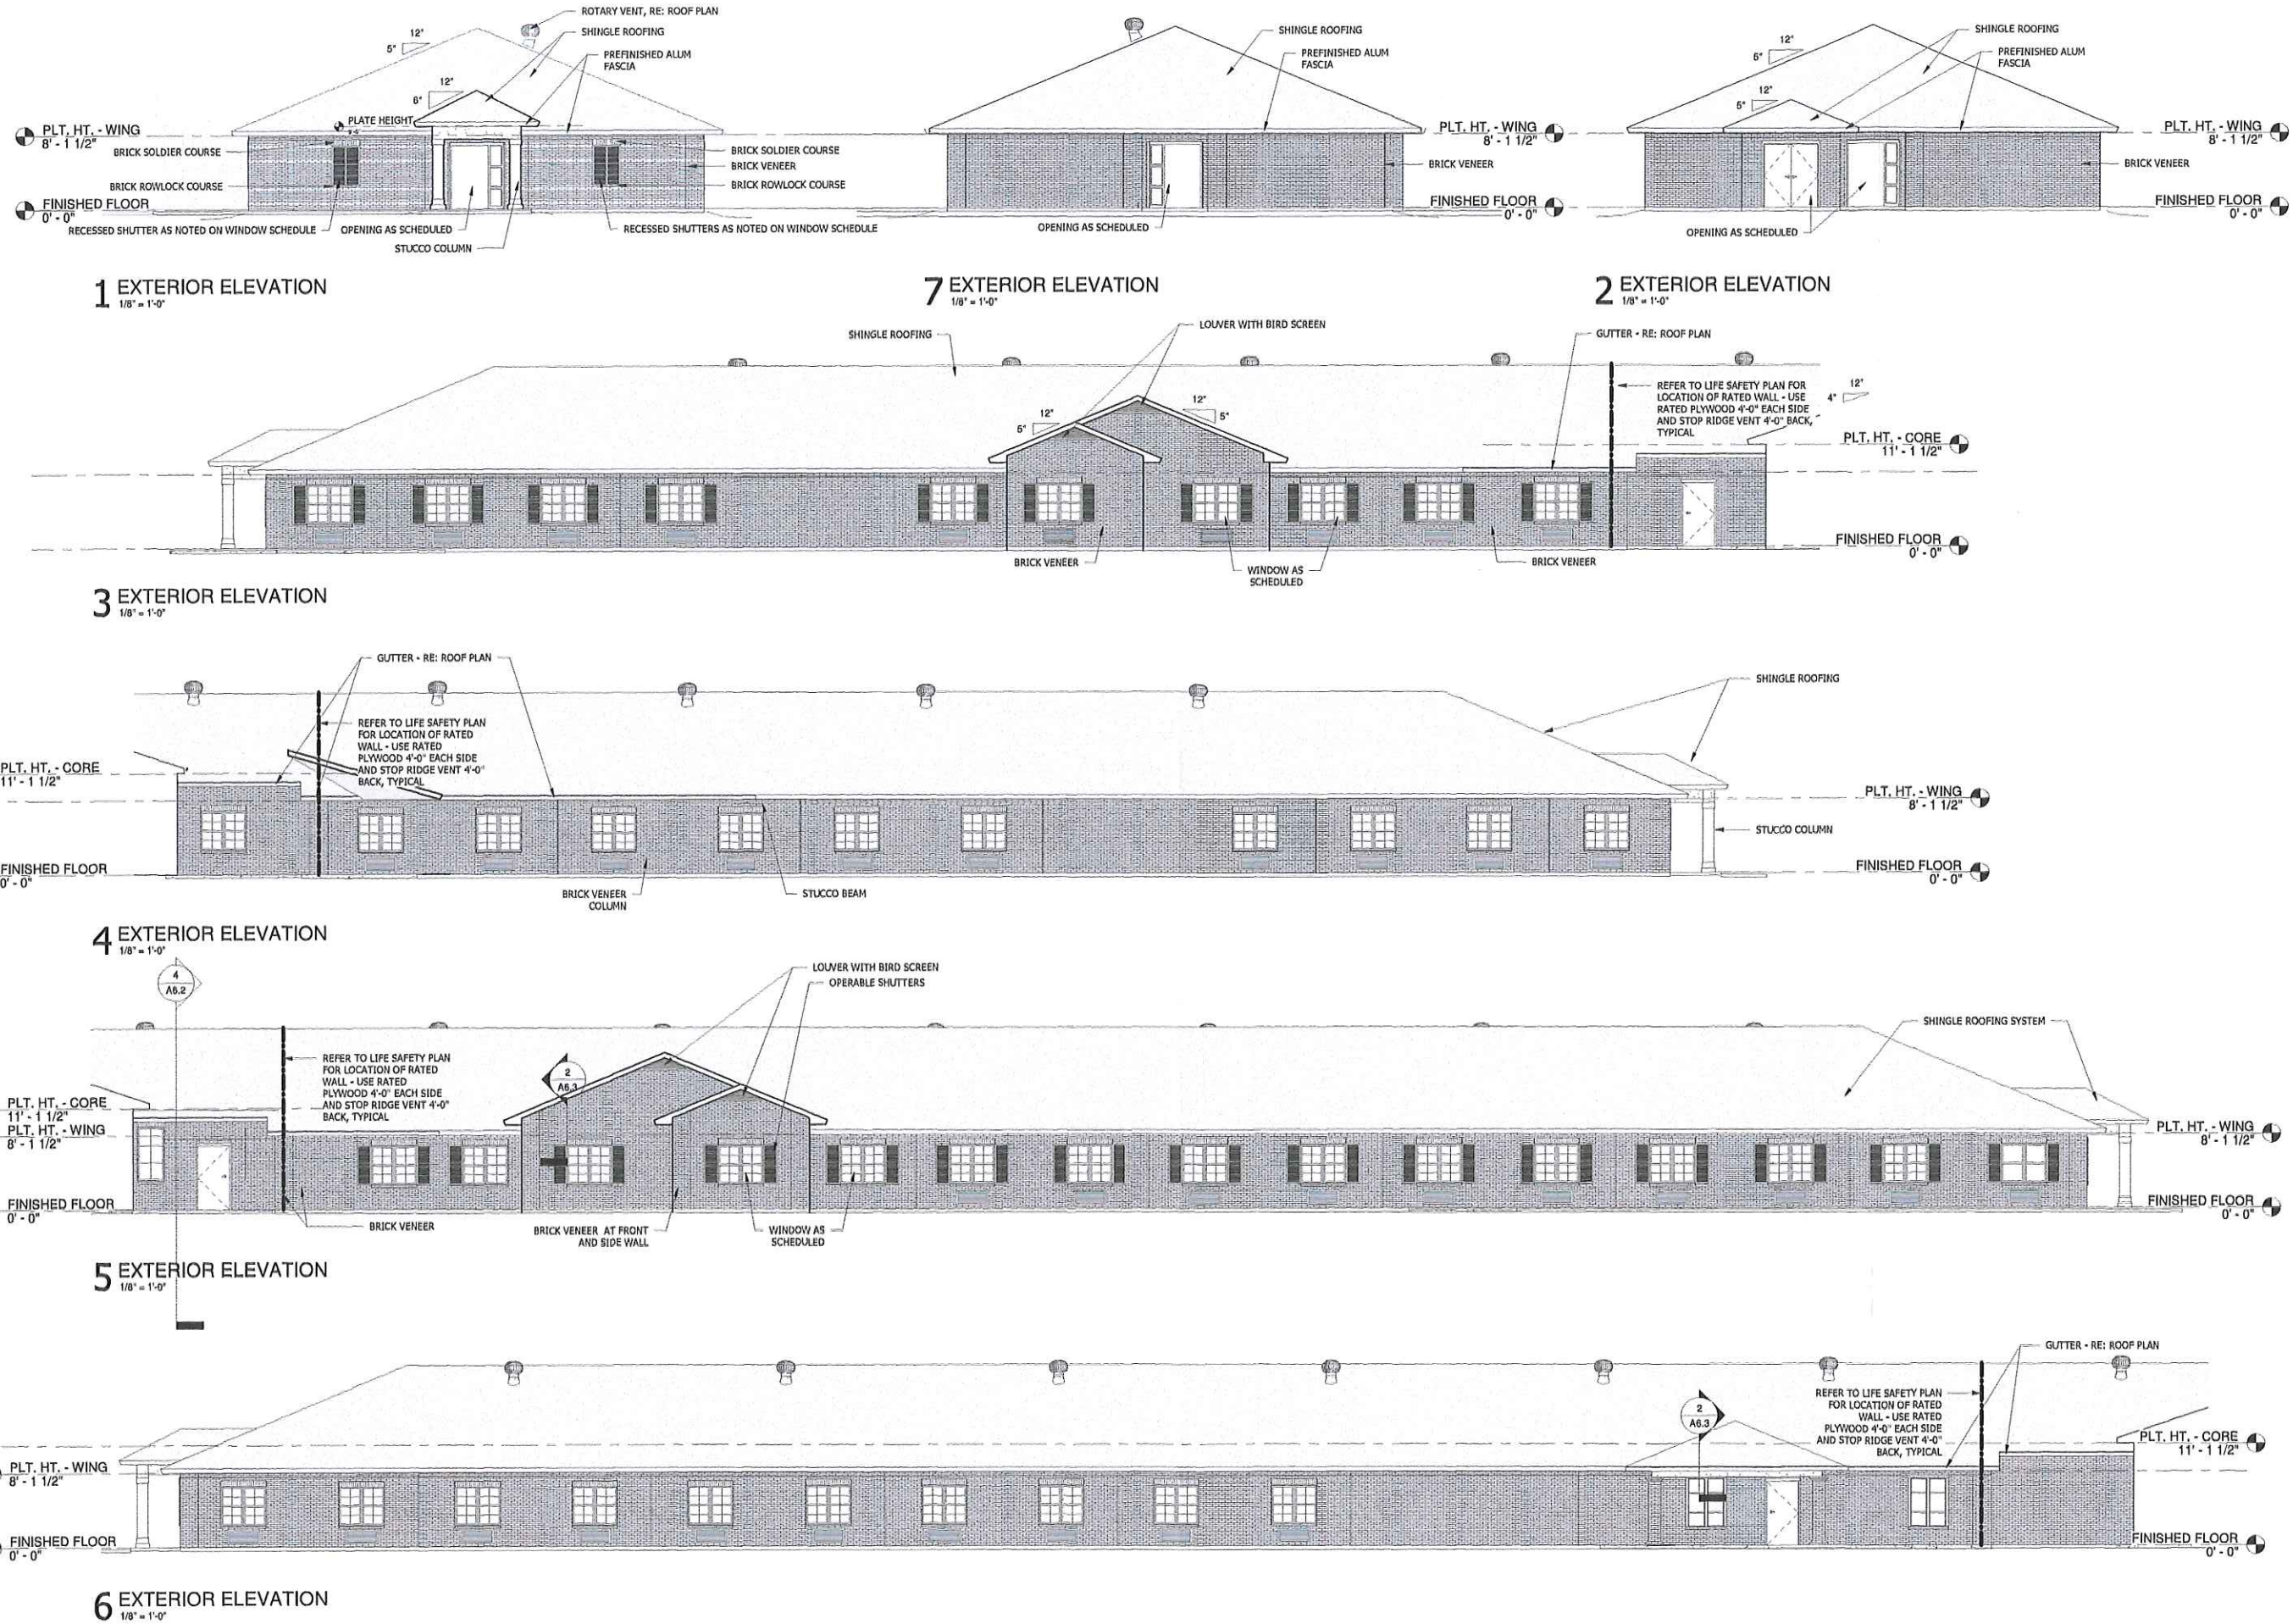 ROTARY VENT, RE: ROOF PLAN
SHINGLE ROOFING
PREFINISHED ALUM
FASCIA
12"
5"
12"
6"
PLATE HEIGHT
PLT. HT. - WING
8' - 1 1/2"
BRICK SOLDIER COURSE
BRICK ROWLOCK COURSE
FINISHED FLOOR
0' - 0"
RECESSED SHUTTER AS NOTED ON WINDOW SCHEDULE
OPENING AS SCHEDULED
STUCCO COLUMN
BRICK SOLDIER COURSE
BRICK VENEER
BRICK ROWLOCK COURSE
RECESSED SHUTTERS AS NOTED ON WINDOW SCHEDULE
1 EXTERIOR ELEVATION
1/8" = 1'-0"
SHINGLE ROOFING
PREFINISHED ALUM
FASCIA
PLT. HT. - WING
8' - 1 1/2"
BRICK VENEER
FINISHED FLOOR
0' - 0"
OPENING AS SCHEDULED
7 EXTERIOR ELEVATION
1/8" = 1'-0"
12"
5"
12"
5"
SHINGLE ROOFING
PREFINISHED ALUM
FASCIA
PLT. HT. - WING
8' - 1 1/2"
BRICK VENEER
FINISHED FLOOR
0' - 0"
OPENING AS SCHEDULED
2 EXTERIOR ELEVATION
1/8" = 1'-0"
SHINGLE ROOFING
LOUVER WITH BIRD SCREEN
GUTTER - RE: ROOF PLAN
12"
5"
12"
5"
REFER TO LIFE SAFETY PLAN FOR
LOCATION OF RATED WALL - USE
RATED PLYWOOD 4'-0" EACH SIDE
AND STOP RIDGE VENT 4'-0" BACK,
TYPICAL
12"
4"
PLT. HT. - CORE
11' - 1 1/2"
FINISHED FLOOR
0' - 0"
BRICK VENEER
WINDOW AS
SCHEDULED
BRICK VENEER
3 EXTERIOR ELEVATION
1/8" = 1'-0"
GUTTER - RE: ROOF PLAN
SHINGLE ROOFING
REFER TO LIFE SAFETY PLAN
FOR LOCATION OF RATED
WALL - USE RATED
PLYWOOD 4'-0" EACH SIDE
AND STOP RIDGE VENT 4'-0"
BACK, TYPICAL
PLT. HT. - CORE
11' - 1 1/2"
FINISHED FLOOR
0' - 0"
PLT. HT. - WING
8' - 1 1/2"
STUCCO COLUMN
FINISHED FLOOR
0' - 0"
BRICK VENEER
COLUMN
STUCCO BEAM
4 EXTERIOR ELEVATION
1/8" = 1'-0"
4
A6.2
LOUVER WITH BIRD SCREEN
OPERABLE SHUTTERS
SHINGLE ROOFING SYSTEM
REFER TO LIFE SAFETY PLAN
FOR LOCATION OF RATED
WALL - USE RATED
PLYWOOD 4'-0" EACH SIDE
AND STOP RIDGE VENT 4'-0"
BACK, TYPICAL
2
A6.3
PLT. HT. - CORE
11' - 1 1/2"
PLT. HT. - WING
8' - 1 1/2"
FINISHED FLOOR
0' - 0"
PLT. HT. - WING
8' - 1 1/2"
FINISHED FLOOR
0' - 0"
BRICK VENEER
BRICK VENEER AT FRONT
AND SIDE WALL
WINDOW AS
SCHEDULED
5 EXTERIOR ELEVATION
1/8" = 1'-0"
GUTTER - RE: ROOF PLAN
REFER TO LIFE SAFETY PLAN
FOR LOCATION OF RATED
WALL - USE RATED
PLYWOOD 4'-0" EACH SIDE
AND STOP RIDGE VENT 4'-0"
BACK, TYPICAL
2
A6.3
PLT. HT. - CORE
11' - 1 1/2"
PLT. HT. - WING
8' - 1 1/2"
FINISHED FLOOR
0' - 0"
FINISHED FLOOR
0' - 0"
6 EXTERIOR ELEVATION
1/8" = 1'-0"